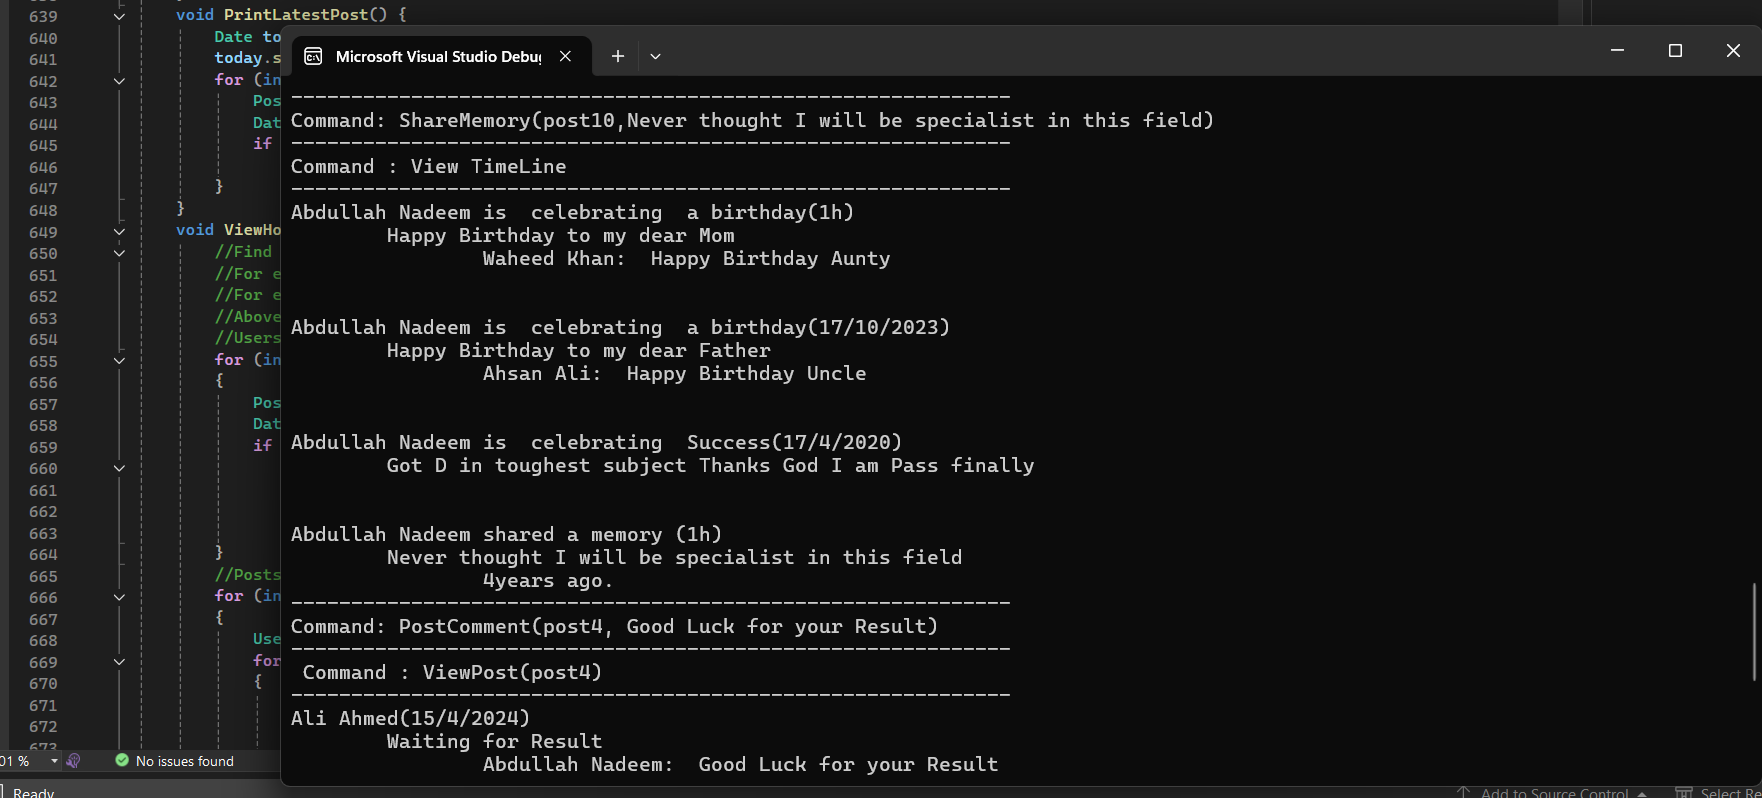 639 void PrintLatestPost() {
640 Date to
641 today.s
642 for (in
643 Pos
644 Dat
645 if
646
647 }
648 }
649 void ViewHo
650 //Find
651 //For e
652 //For e
653 //Above
654 //Users
655 for (in
656 {
657 Pos
658 Dat
659 if
660
661
662
663
664 }
665 //Posts
666 for (in
667 {
668 Use
669 for
670 {
671
672
673
01 % No issues found
Ready
Microsoft Visual Studio Debug
------------------------------------------------------------
Command: ShareMemory(post10,Never thought I will be specialist in this field)
------------------------------------------------------------
Command : View TimeLine
------------------------------------------------------------
Abdullah Nadeem is  celebrating  a birthday(1h)
Happy Birthday to my dear Mom
Waheed Khan:  Happy Birthday Aunty
Abdullah Nadeem is  celebrating  a birthday(17/10/2023)
Happy Birthday to my dear Father
Ahsan Ali:  Happy Birthday Uncle
Abdullah Nadeem is  celebrating  Success(17/4/2020)
Got D in toughest subject Thanks God I am Pass finally
Abdullah Nadeem shared a memory (1h)
Never thought I will be specialist in this field
4years ago.
------------------------------------------------------------
Command: PostComment(post4, Good Luck for your Result)
------------------------------------------------------------
Command : ViewPost(post4)
------------------------------------------------------------
Ali Ahmed(15/4/2024)
Waiting for Result
Abdullah Nadeem:  Good Luck for your Result
Add to Source Control
Select Re